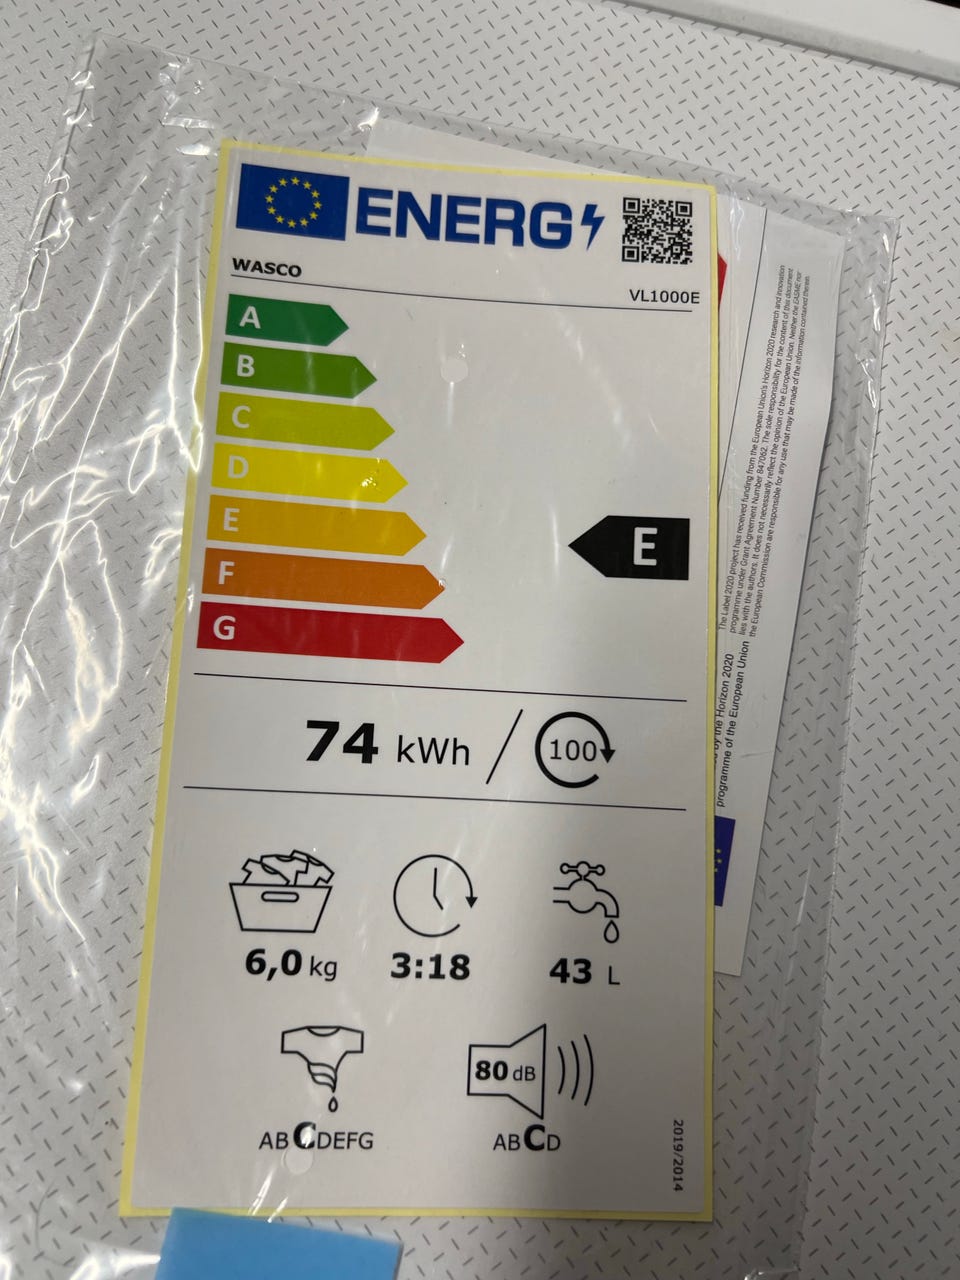 ENERG
WASCO
VL1000E
A
B
C
D
E
F
G
E
74 kWh / 100
6,0 kg
3:18
43 L
80 dB
ABCDEFG
ABCD
2019/2014
The Label 2020 project has received funding from the European Union's Horizon 2020 research and innovation
programme under Grant Agreement Number 847062. The sole responsibility for the content of this document
lies with the authors. It does not necessarily reflect the opinion of the European Union. Neither the EASME nor
the European Commission are responsible for any use that may be made of the information contained therein.
by the Horizon 2020
programme of the European Union